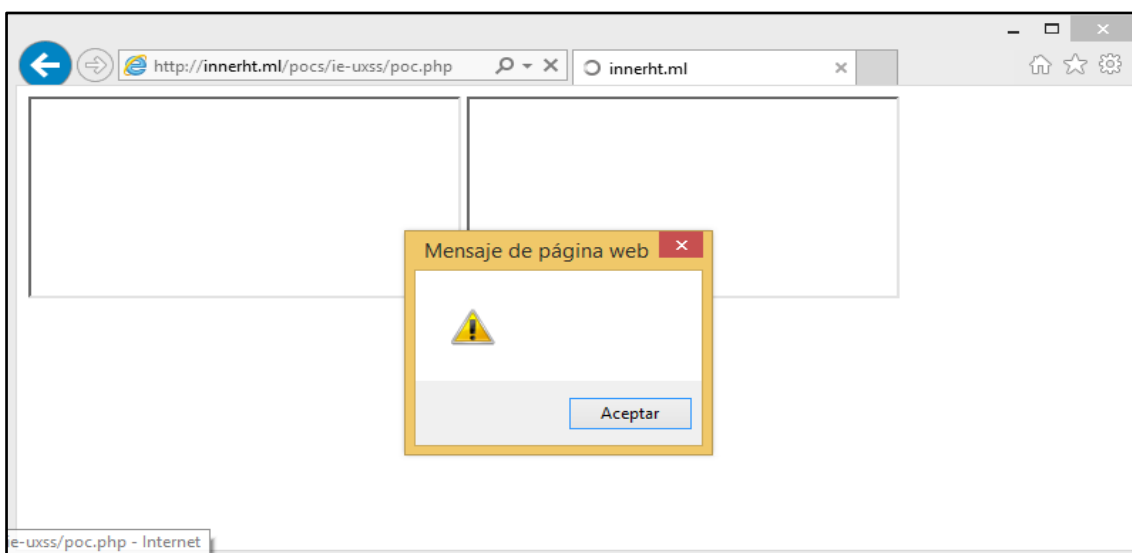 http://innerht.ml/pocs/ie-uxss/poc.php
innerht.ml
Mensaje de página web
Aceptar
ie-uxss/poc.php - Internet